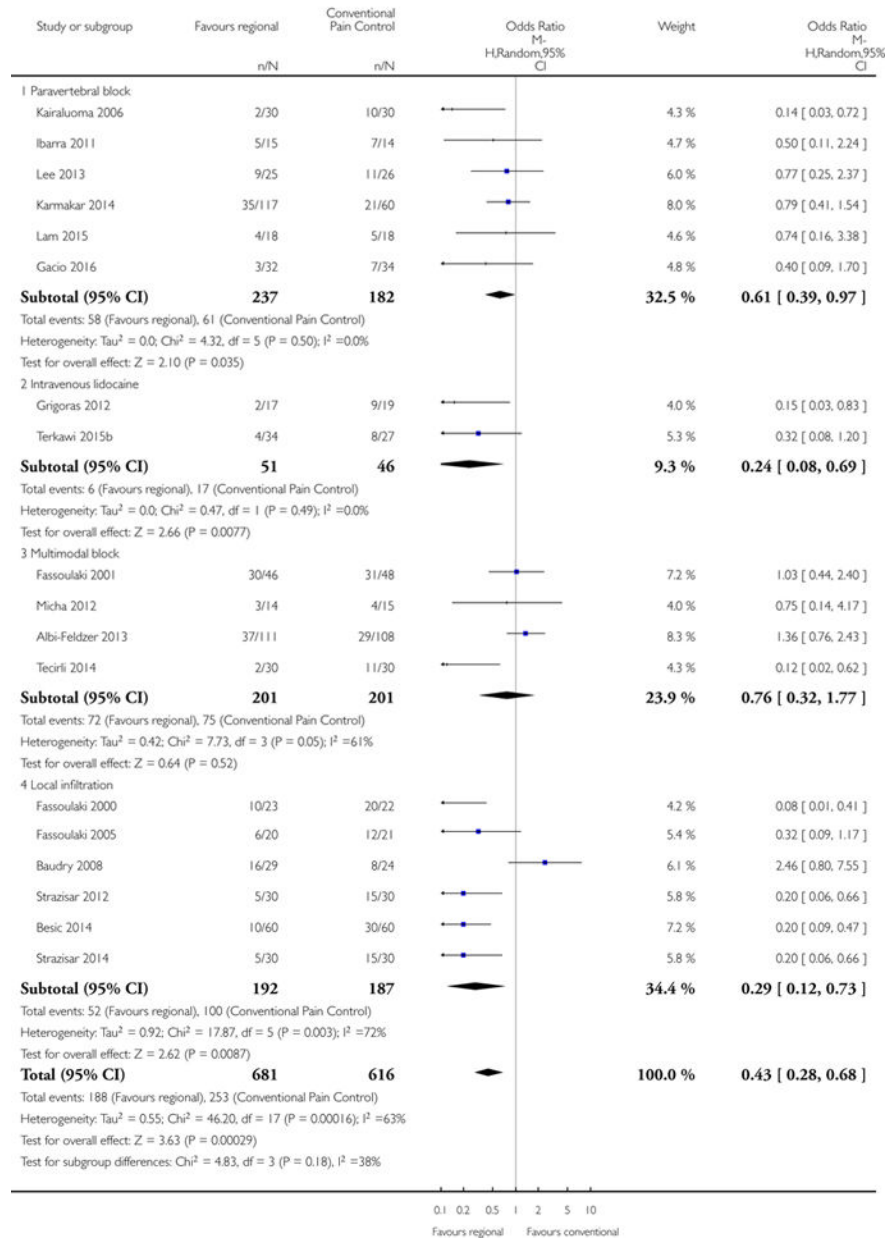 Study or subgroup Favours regional Conventional Pain Control Odds Ratio M-H,Random,95% CI Weight Odds Ratio M-H,Random,95% CI
n/N n/N
1 Paravertebral block
Kairaluoma 2006 2/30 10/30 4.3 % 0.14 [ 0.03, 0.72 ]
Ibarra 2011 5/15 7/14 4.7 % 0.50 [ 0.11, 2.24 ]
Lee 2013 9/25 11/26 6.0 % 0.77 [ 0.25, 2.37 ]
Karmakar 2014 35/117 21/60 8.0 % 0.79 [ 0.41, 1.54 ]
Lam 2015 4/18 5/18 4.6 % 0.74 [ 0.16, 3.38 ]
Gacio 2016 3/32 7/34 4.8 % 0.40 [ 0.09, 1.70 ]
Subtotal (95% CI) 237 182 32.5 % 0.61 [ 0.39, 0.97 ]
Total events: 58 (Favours regional), 61 (Conventional Pain Control)
Heterogeneity: Tau² = 0.0; Chi² = 4.32, df = 5 (P = 0.50); I² =0.0%
Test for overall effect: Z = 2.10 (P = 0.035)
2 Intravenous lidocaine
Grigoras 2012 2/17 9/19 4.0 % 0.15 [ 0.03, 0.83 ]
Terkawi 2015b 4/34 8/27 5.3 % 0.32 [ 0.08, 1.20 ]
Subtotal (95% CI) 51 46 9.3 % 0.24 [ 0.08, 0.69 ]
Total events: 6 (Favours regional), 17 (Conventional Pain Control)
Heterogeneity: Tau² = 0.0; Chi² = 0.47, df = 1 (P = 0.49); I² =0.0%
Test for overall effect: Z = 2.66 (P = 0.0077)
3 Multimodal block
Fassoulaki 2001 30/46 31/48 7.2 % 1.03 [ 0.44, 2.40 ]
Micha 2012 3/14 4/15 4.0 % 0.75 [ 0.14, 4.17 ]
Albi-Feldzer 2013 37/111 29/108 8.3 % 1.36 [ 0.76, 2.43 ]
Tecirli 2014 2/30 11/30 4.3 % 0.12 [ 0.02, 0.62 ]
Subtotal (95% CI) 201 201 23.9 % 0.76 [ 0.32, 1.77 ]
Total events: 72 (Favours regional), 75 (Conventional Pain Control)
Heterogeneity: Tau² = 0.42; Chi² = 7.73, df = 3 (P = 0.05); I² =61%
Test for overall effect: Z = 0.64 (P = 0.52)
4 Local infiltration
Fassoulaki 2000 10/23 20/22 4.2 % 0.08 [ 0.01, 0.41 ]
Fassoulaki 2005 6/20 12/21 5.4 % 0.32 [ 0.09, 1.17 ]
Baudry 2008 16/29 8/24 6.1 % 2.46 [ 0.80, 7.55 ]
Strazisar 2012 5/30 15/30 5.8 % 0.20 [ 0.06, 0.66 ]
Besic 2014 10/60 30/60 7.2 % 0.20 [ 0.09, 0.47 ]
Strazisar 2014 5/30 15/30 5.8 % 0.20 [ 0.06, 0.66 ]
Subtotal (95% CI) 192 187 34.4 % 0.29 [ 0.12, 0.73 ]
Total events: 52 (Favours regional), 100 (Conventional Pain Control)
Heterogeneity: Tau² = 0.92; Chi² = 17.87, df = 5 (P = 0.003); I² =72%
Test for overall effect: Z = 2.62 (P = 0.0087)
Total (95% CI) 681 616 100.0 % 0.43 [ 0.28, 0.68 ]
Total events: 188 (Favours regional), 253 (Conventional Pain Control)
Heterogeneity: Tau² = 0.55; Chi² = 46.20, df = 17 (P = 0.00016); I² =63%
Test for overall effect: Z = 3.63 (P = 0.00029)
Test for subgroup differences: Chi² = 4.83, df = 3 (P = 0.18), I² =38%
0.1 0.2 0.5 1 2 5 10
Favours regional Favours conventional